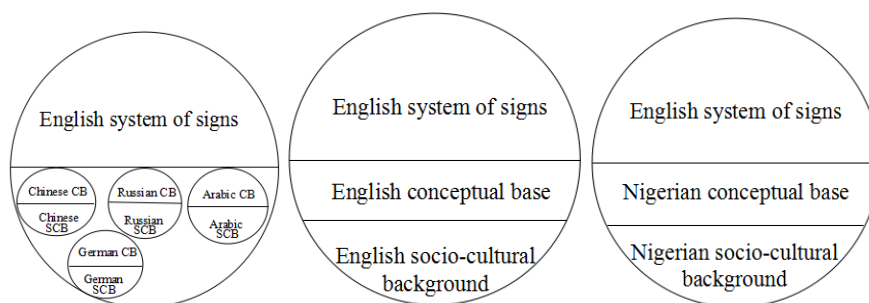 English system of signs
Chinese CB
Chinese
SCB
Russian CB
Russian
SCB
Arabic CB
Arabic
SCB
German CB
German
SCB
English system of signs
English conceptual base
English socio-cultural
background
English system of signs
Nigerian conceptual base
Nigerian socio-cultural
background